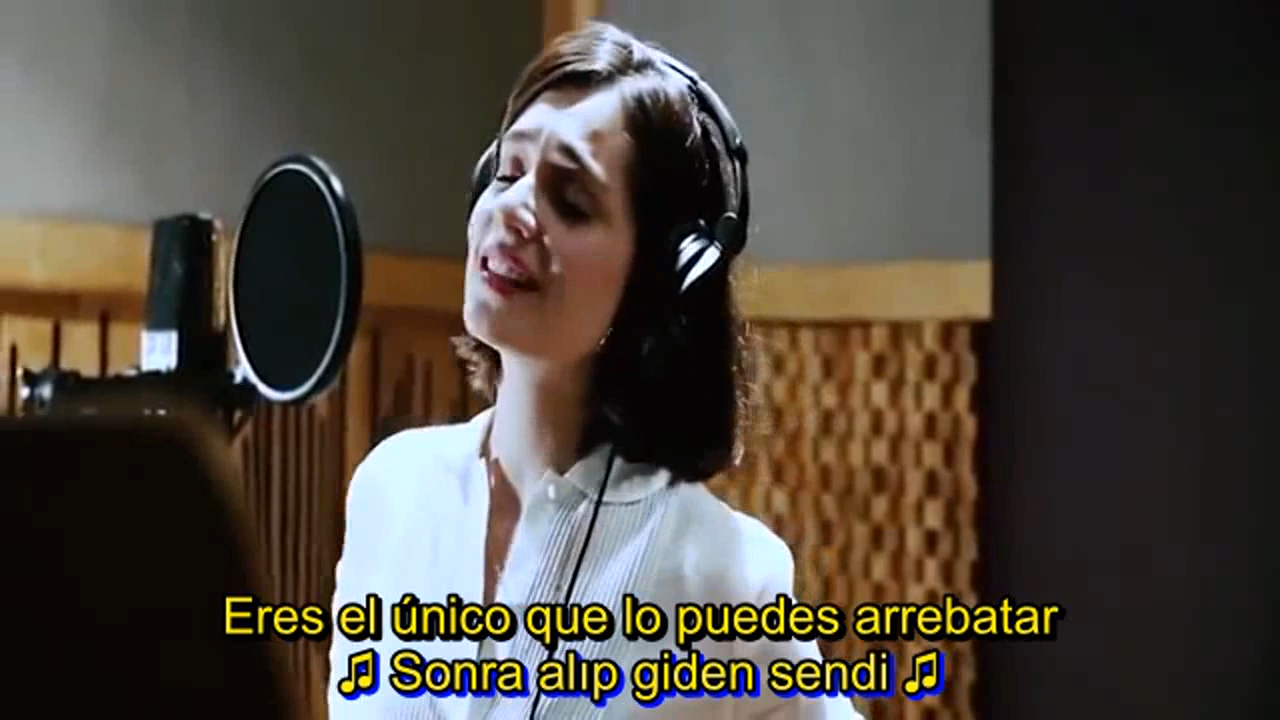 Eres el único que lo puedes arrebatar
♫ Sonra alıp giden sendi ♫